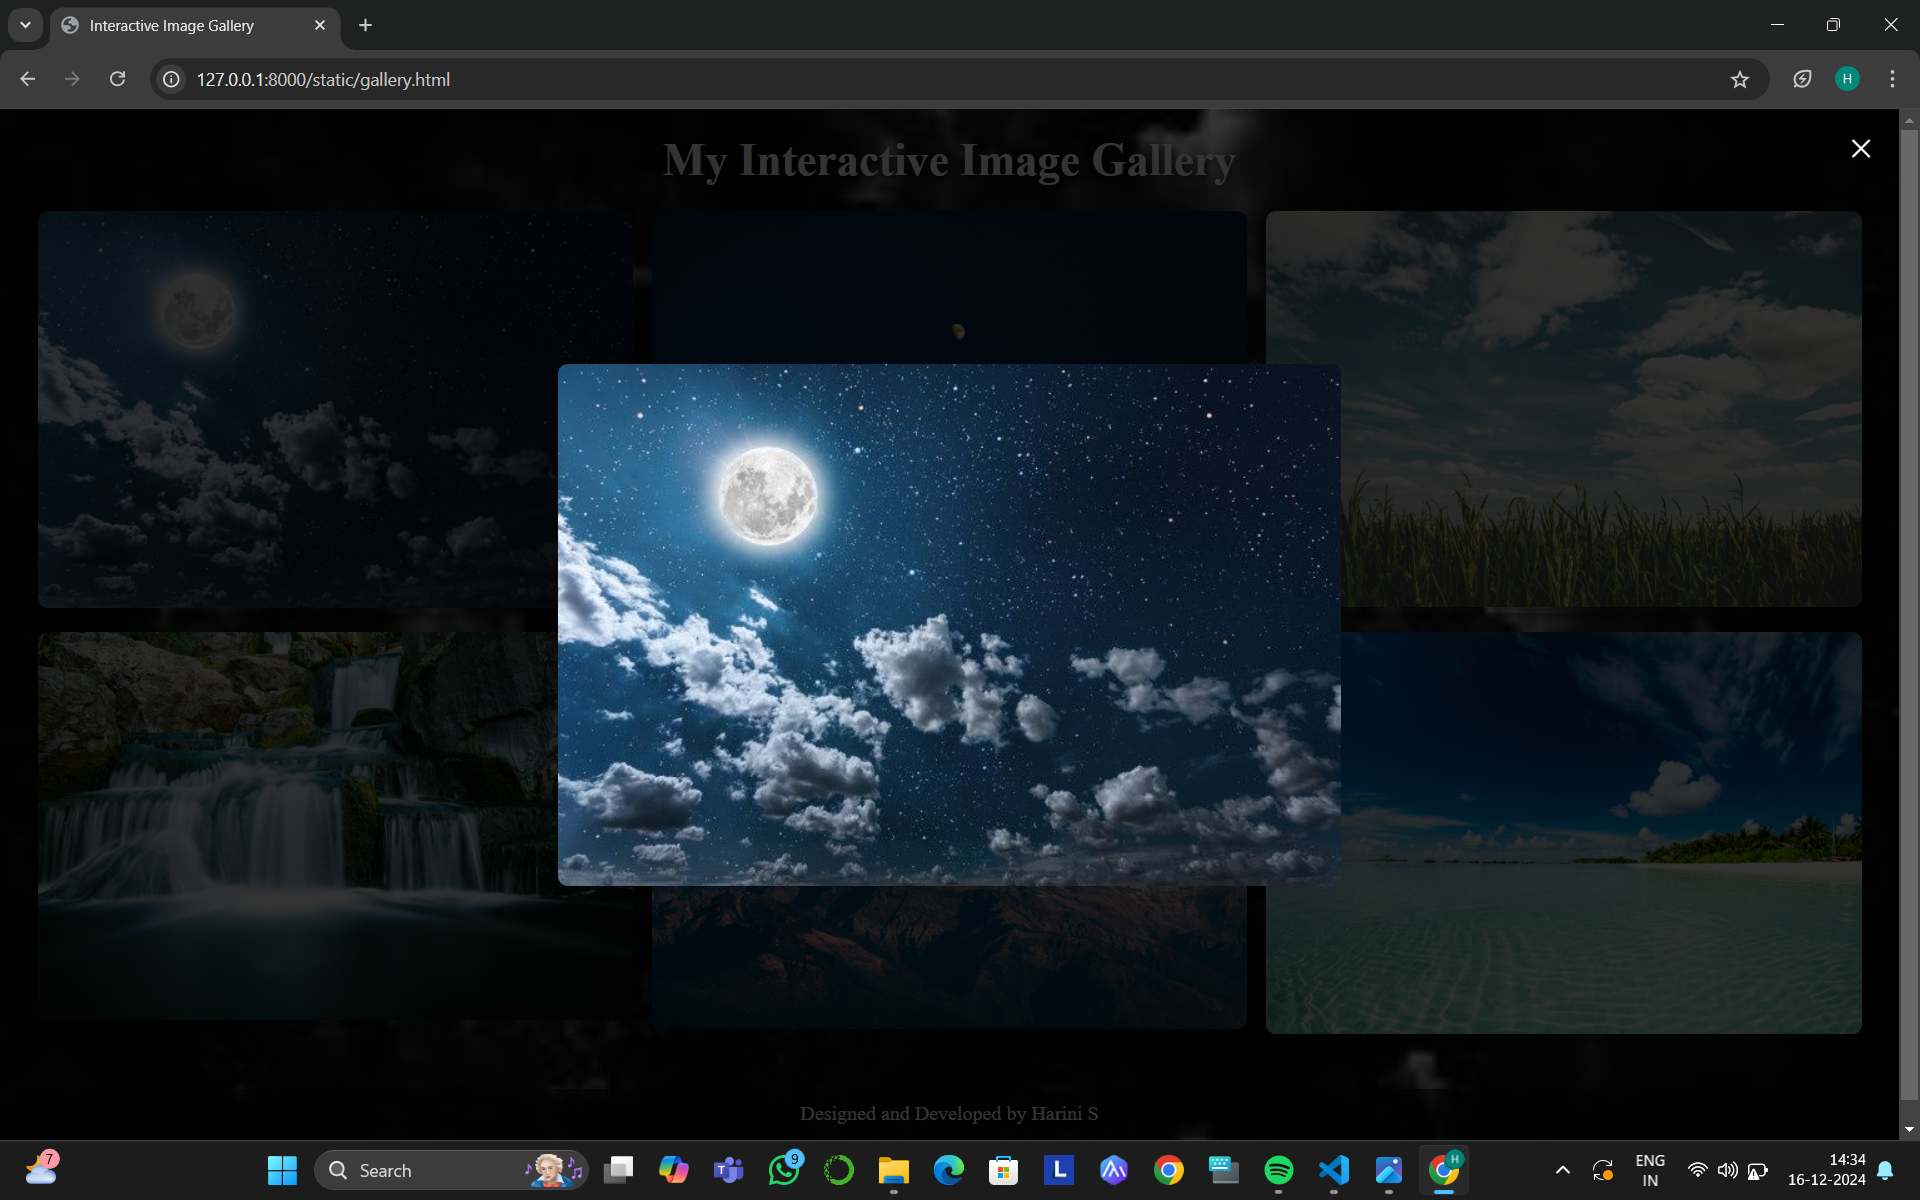 Interactive Image Gallery
127.0.0.1:8000/static/gallery.html
H
My Interactive Image Gallery
Designed and Developed by Harini S
7
Search
T
9
L
H
ENG
IN
14:34
16-12-2024